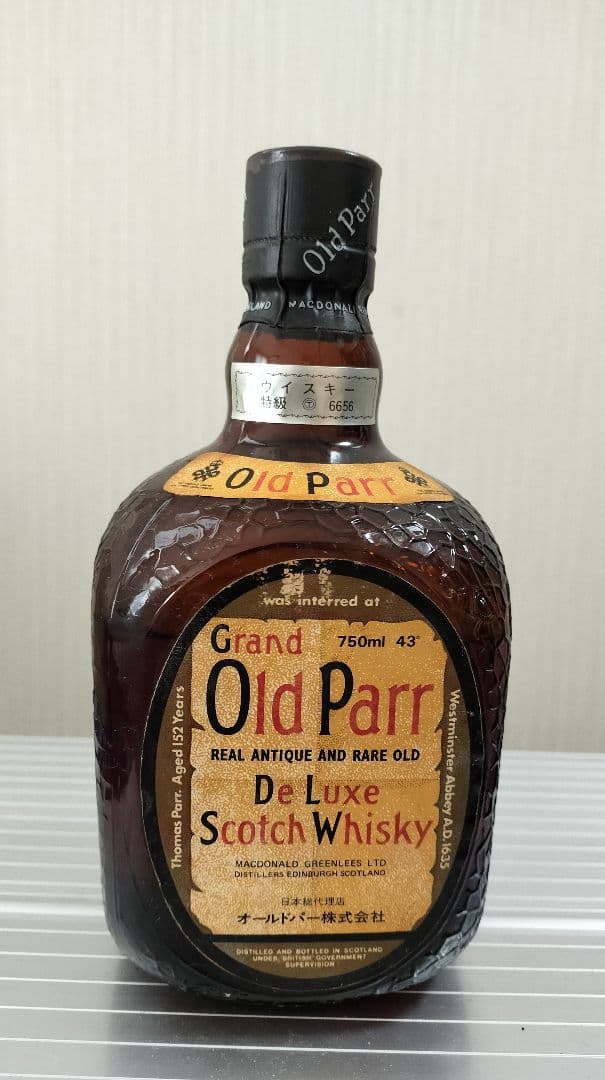 Old Parr
MACDONALD
ウイスキー
特級 ㋢ 6656
Old Parr
was interred at
Grand
750ml 43°
Old Parr
REAL ANTIQUE AND RARE OLD
De Luxe
Scotch Whisky
MACDONALD GREENLEES LTD
DISTILLERS EDINBURGH SCOTLAND
日本総代理店
オールドパー株式会社
Thomas Parr. Aged 152 Years
Westminster Abbey A.D. 1635
DISTILLED AND BOTTLED IN SCOTLAND
UNDER "BRITISH" GOVERNMENT
SUPERVISION